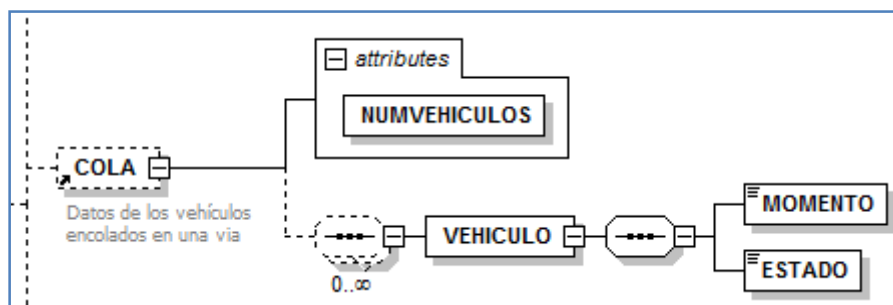 attributes
NUMVEHICULOS
COLA
Datos de los vehículos
encolados en una via
VEHICULO
0..∞
MOMENTO
ESTADO